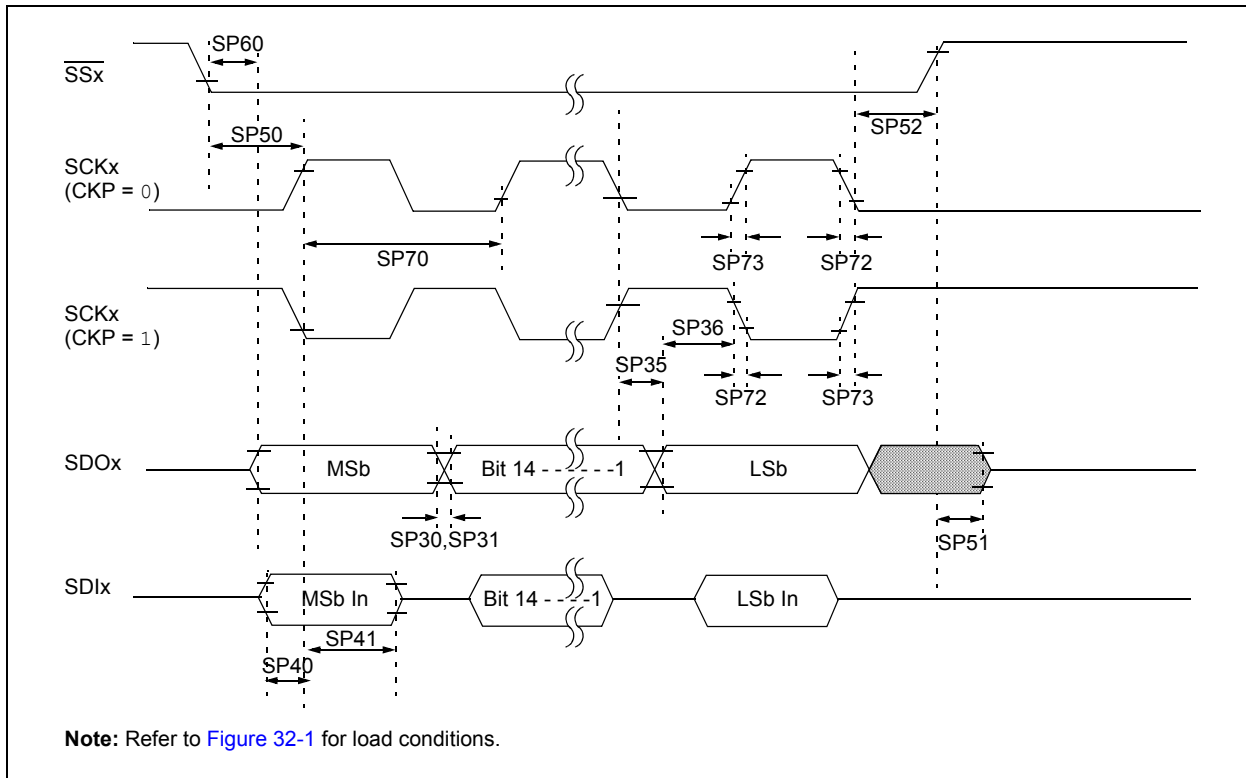 SP60
SSx
SP50
SP52
SCKx
(CKP = 0)
SP70
SP73
SP72
SCKx
(CKP = 1)
SP36
SP35
SP72
SP73
SDOx
MSb
Bit 14 - - - - - - -1
LSb
SP30,SP31
SP51
SDIx
MSb In
Bit 14 - - - - -1
LSb In
SP41
SP40
Note: Refer to Figure 32-1 for load conditions.